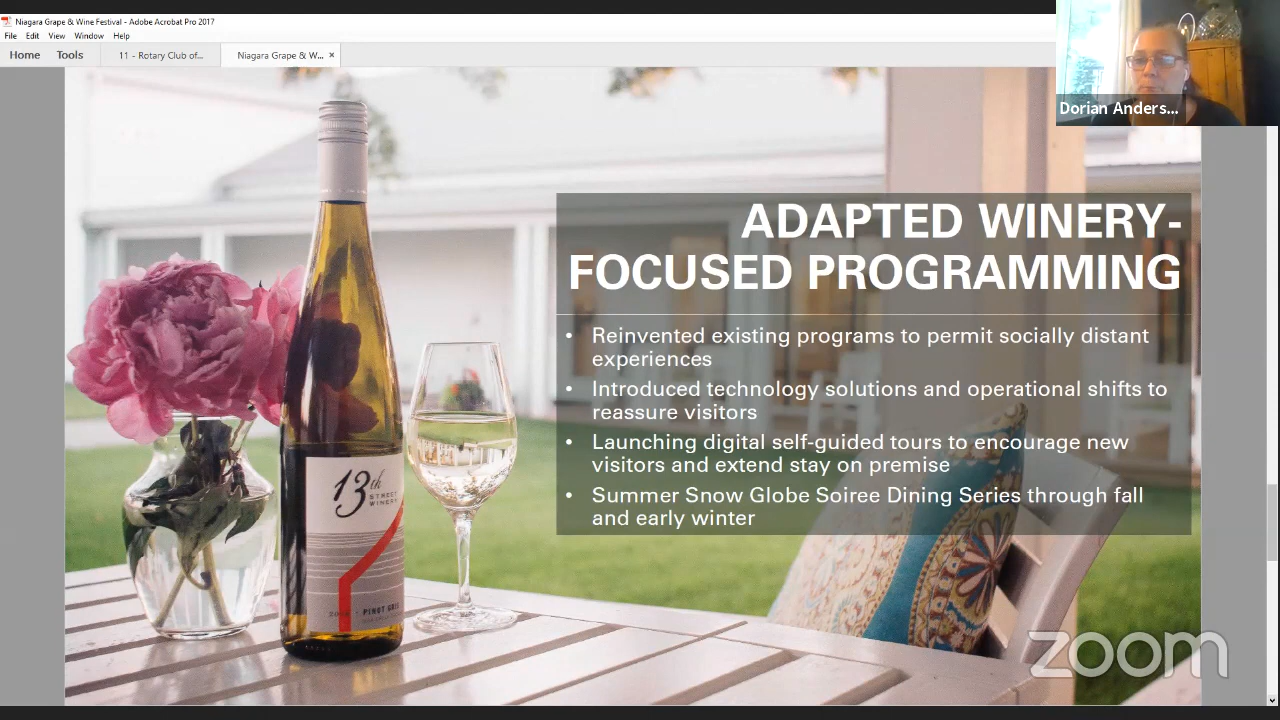 Niagara Grape & Wine Festival - Adobe Acrobat Pro 2017
File Edit View Window Help
Home Tools 11 - Rotary Club of... Niagara Grape & W... ×
Dorian Anders...
ADAPTED WINERY-
FOCUSED PROGRAMMING
• Reinvented existing programs to permit socially distant
experiences
• Introduced technology solutions and operational shifts to
reassure visitors
• Launching digital self-guided tours to encourage new
visitors and extend stay on premise
• Summer Snow Globe Soiree Dining Series through fall
and early winter
13th
STREET
WINERY
PINOT GRIS
zoom